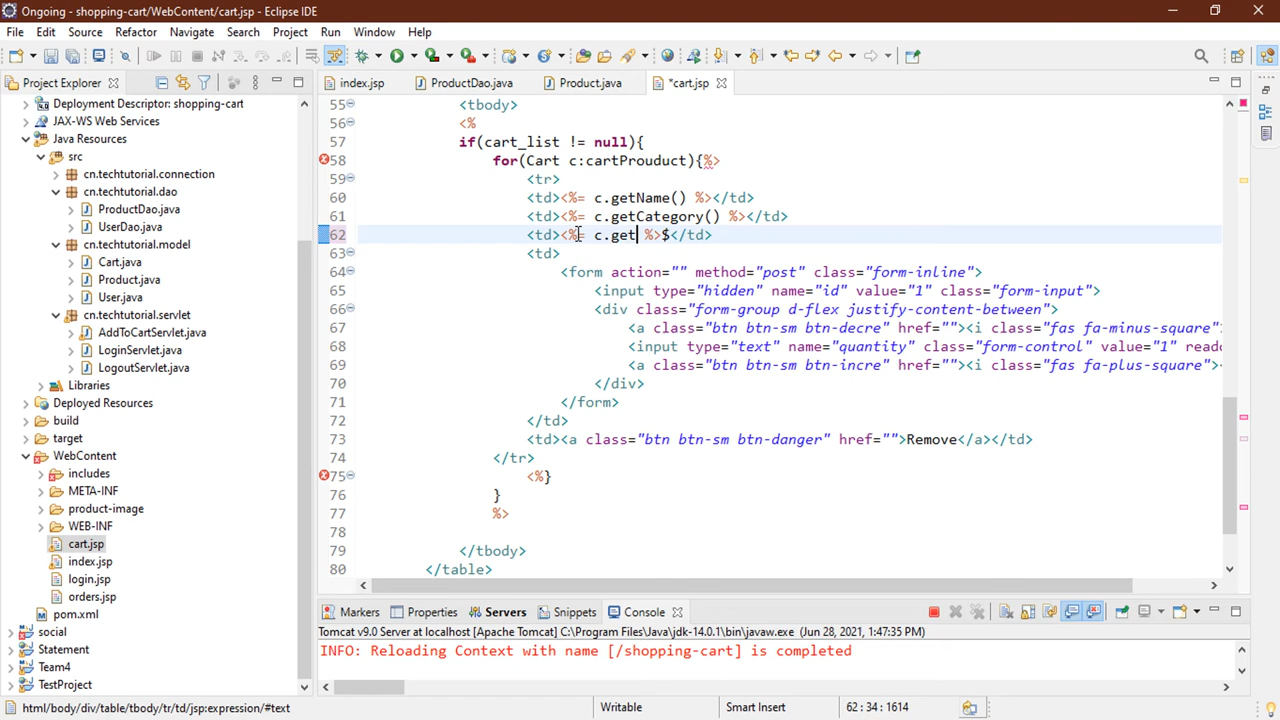 Ongoing - shopping-cart/WebContent/cart.jsp - Eclipse IDE
File Edit Source Refactor Navigate Search Project Run Window Help
Project Explorer
index.jsp ProductDao.java Product.java *cart.jsp
Deployment Descriptor: shopping-cart
JAX-WS Web Services
Java Resources
src
cn.techtutorial.connection
cn.techtutorial.dao
ProductDao.java
UserDao.java
cn.techtutorial.model
Cart.java
Product.java
User.java
cn.techtutorial.servlet
AddToCartServlet.java
LoginServlet.java
LogoutServlet.java
Libraries
Deployed Resources
build
target
WebContent
includes
META-INF
product-image
WEB-INF
cart.jsp
index.jsp
login.jsp
orders.jsp
pom.xml
social
Statement
Team4
TestProject
55 <tbody>
56 <%
57 if(cart_list != null){
58 for(Cart c:cartProuduct){%>
59 <tr>
60 <td><%= c.getName() %></td>
61 <td><%= c.getCategory() %></td>
62 <td><%= c.get %>$</td>
63 <td>
64 <form action="" method="post" class="form-inline">
65 <input type="hidden" name="id" value="1" class="form-input">
66 <div class="form-group d-flex justify-content-between">
67 <a class="btn btn-sm btn-decre" href=""><i class="fas fa-minus-square"
68 <input type="text" name="quantity" class="form-control" value="1" reado
69 <a class="btn btn-sm btn-incre" href=""><i class="fas fa-plus-square"><
70 </div>
71 </form>
72 </td>
73 <td><a class="btn btn-sm btn-danger" href="">Remove</a></td>
74 </tr>
75 <%}
76 }
77 %>
78
79 </tbody>
80 </table>
Markers Properties Servers Snippets Console
Tomcat v9.0 Server at localhost [Apache Tomcat] C:\Program Files\Java\jdk-14.0.1\bin\javaw.exe (Jun 28, 2021, 1:47:35 PM)
INFO: Reloading Context with name [/shopping-cart] is completed
html/body/div/table/tbody/tr/td/jsp:expression/#text Writable Smart Insert 62 : 34 : 1614